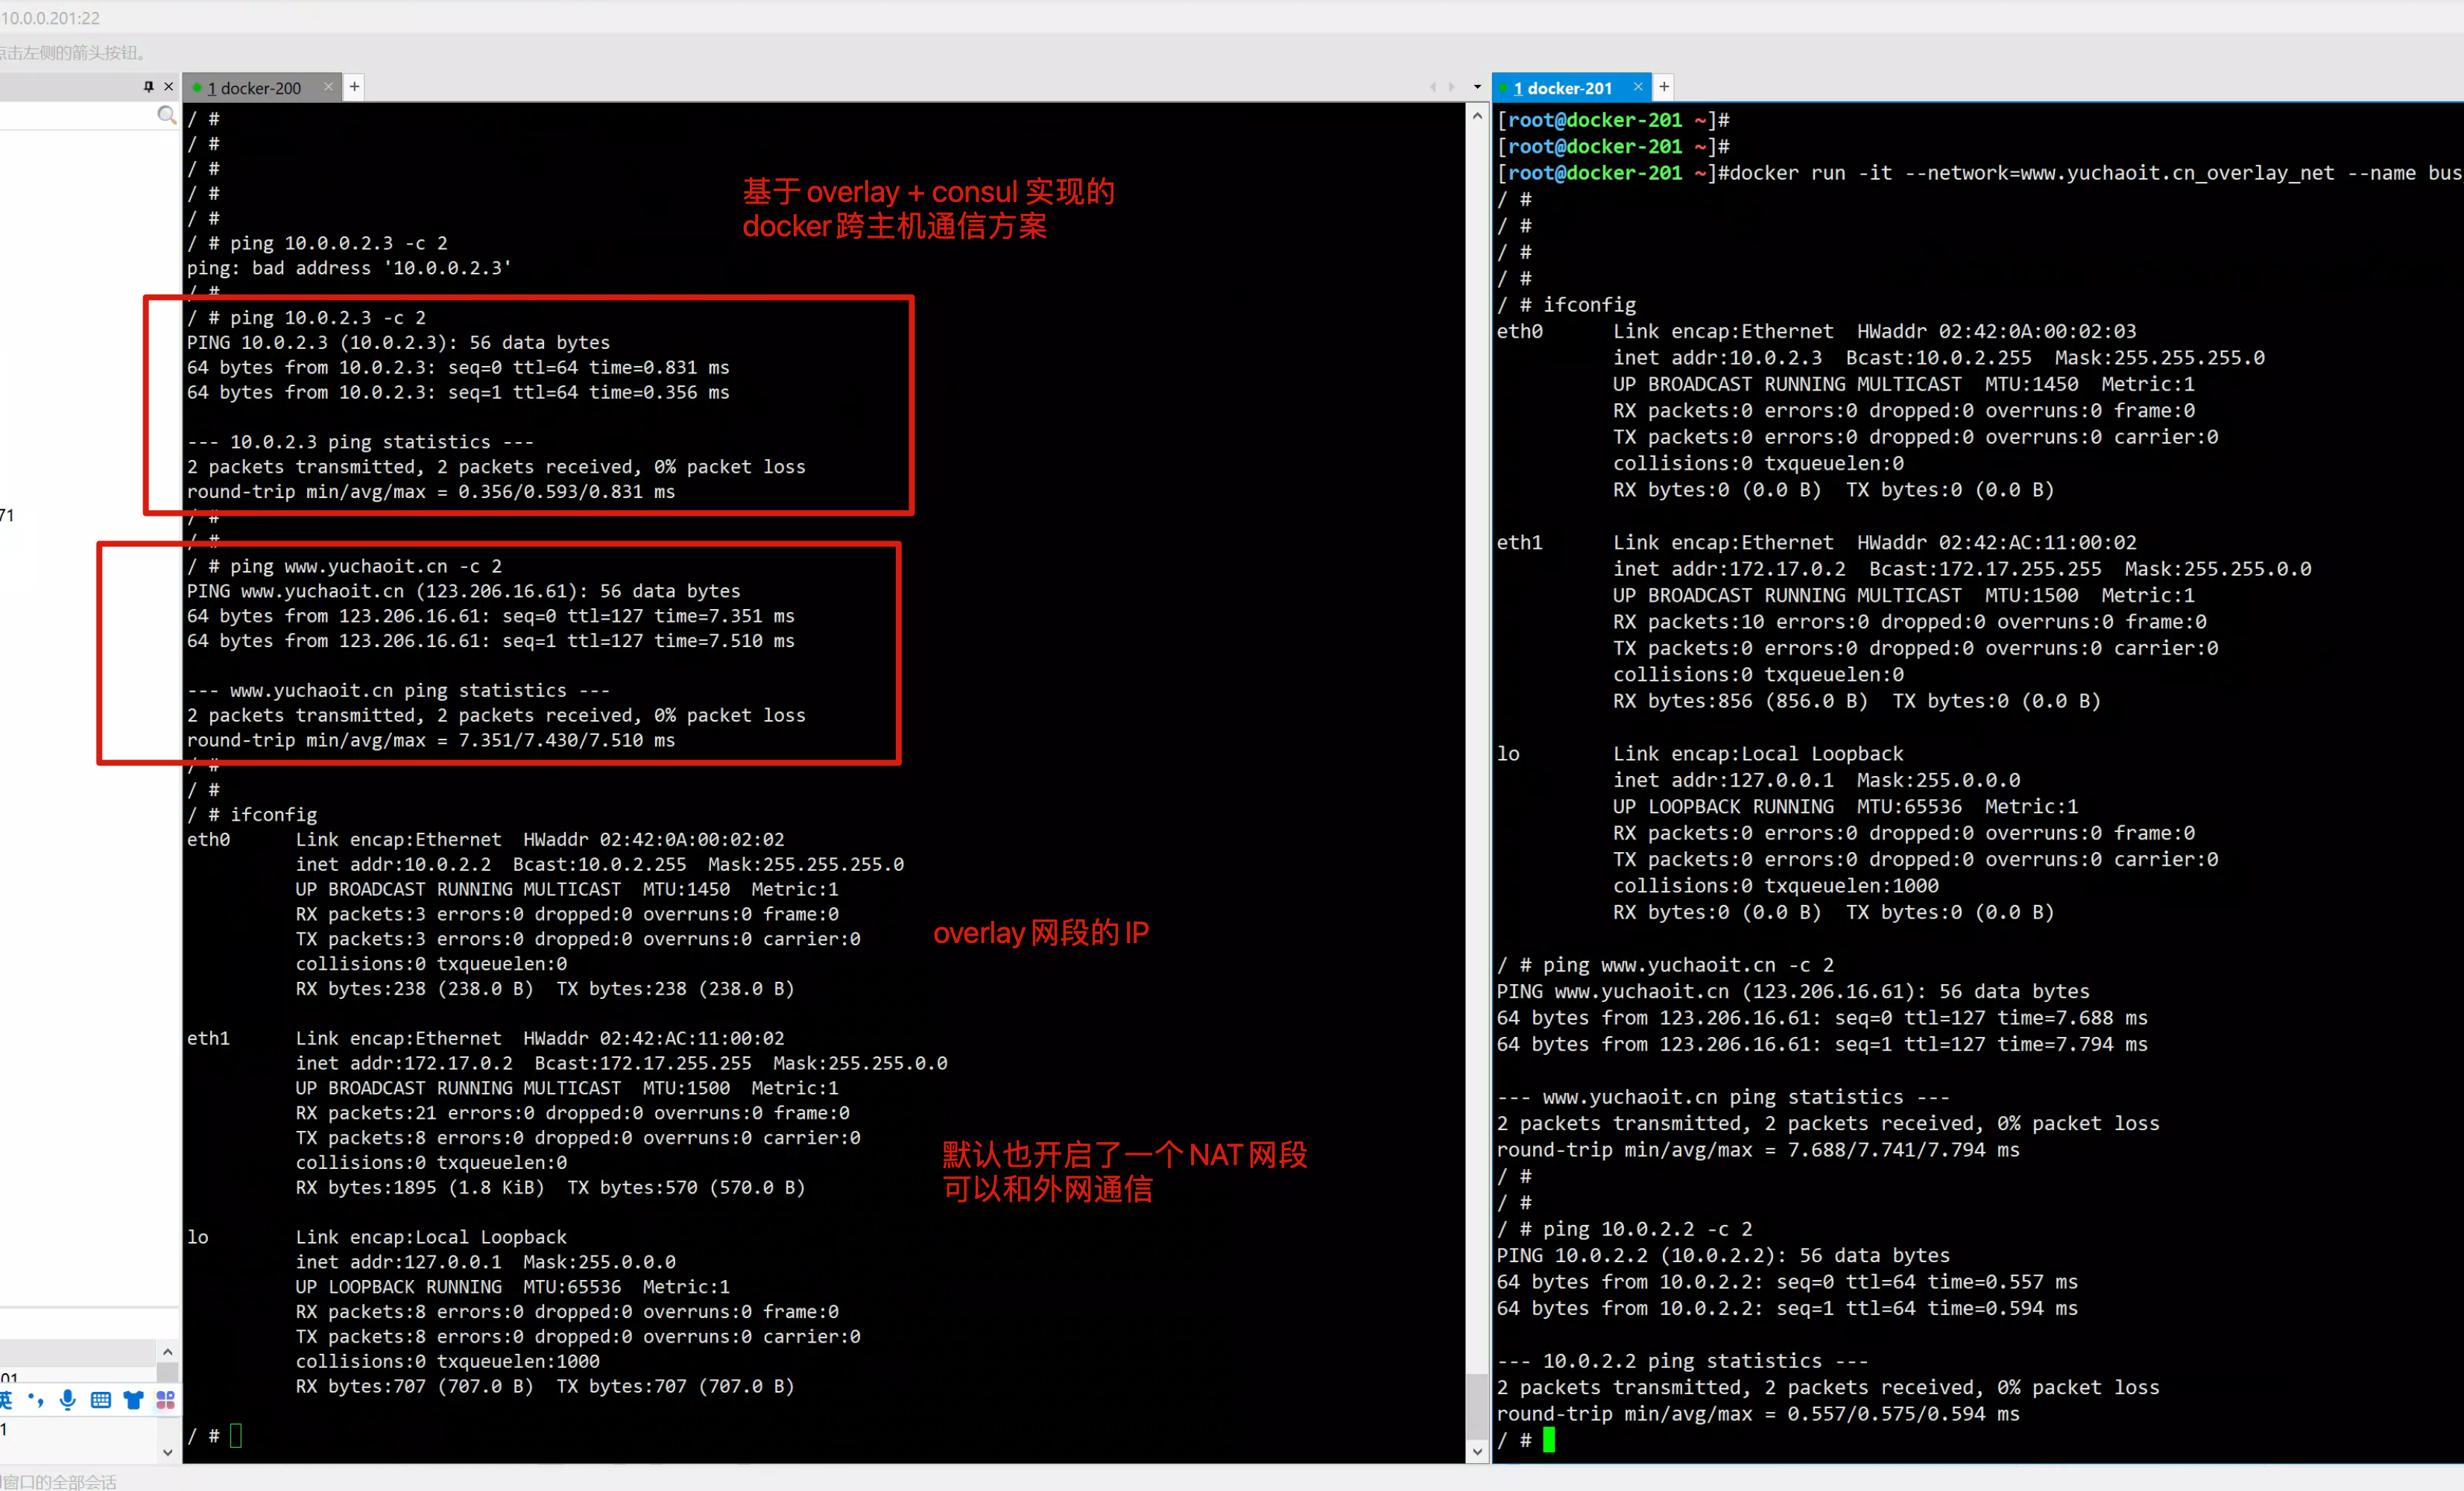 10.0.0.201:22
点击左侧的箭头按钮。
1 docker-200
/ #
/ #
/ #
/ #
/ #
/ # ping 10.0.0.2.3 -c 2
ping: bad address '10.0.0.2.3'
/ #
/ # ping 10.0.2.3 -c 2
PING 10.0.2.3 (10.0.2.3): 56 data bytes
64 bytes from 10.0.2.3: seq=0 ttl=64 time=0.831 ms
64 bytes from 10.0.2.3: seq=1 ttl=64 time=0.356 ms
--- 10.0.2.3 ping statistics ---
2 packets transmitted, 2 packets received, 0% packet loss
round-trip min/avg/max = 0.356/0.593/0.831 ms
/ #
/ #
/ # ping www.yuchaoit.cn -c 2
PING www.yuchaoit.cn (123.206.16.61): 56 data bytes
64 bytes from 123.206.16.61: seq=0 ttl=127 time=7.351 ms
64 bytes from 123.206.16.61: seq=1 ttl=127 time=7.510 ms
--- www.yuchaoit.cn ping statistics ---
2 packets transmitted, 2 packets received, 0% packet loss
round-trip min/avg/max = 7.351/7.430/7.510 ms
/ #
/ #
/ # ifconfig
eth0 Link encap:Ethernet HWaddr 02:42:0A:00:02:02
inet addr:10.0.2.2 Bcast:10.0.2.255 Mask:255.255.255.0
UP BROADCAST RUNNING MULTICAST MTU:1450 Metric:1
RX packets:3 errors:0 dropped:0 overruns:0 frame:0
TX packets:3 errors:0 dropped:0 overruns:0 carrier:0
collisions:0 txqueuelen:0
RX bytes:238 (238.0 B) TX bytes:238 (238.0 B)
eth1 Link encap:Ethernet HWaddr 02:42:AC:11:00:02
inet addr:172.17.0.2 Bcast:172.17.255.255 Mask:255.255.0.0
UP BROADCAST RUNNING MULTICAST MTU:1500 Metric:1
RX packets:21 errors:0 dropped:0 overruns:0 frame:0
TX packets:8 errors:0 dropped:0 overruns:0 carrier:0
collisions:0 txqueuelen:0
RX bytes:1895 (1.8 KiB) TX bytes:570 (570.0 B)
lo Link encap:Local Loopback
inet addr:127.0.0.1 Mask:255.0.0.0
UP LOOPBACK RUNNING MTU:65536 Metric:1
RX packets:8 errors:0 dropped:0 overruns:0 frame:0
TX packets:8 errors:0 dropped:0 overruns:0 carrier:0
collisions:0 txqueuelen:1000
RX bytes:707 (707.0 B) TX bytes:707 (707.0 B)
/ #
基于overlay + consul 实现的
docker跨主机通信方案
overlay网段的IP
默认也开启了一个NAT网段
可以和外网通信
1 docker-201
[root@docker-201 ~]#
[root@docker-201 ~]#
[root@docker-201 ~]#docker run -it --network=www.yuchaoit.cn_overlay_net --name bus
/ #
/ #
/ #
/ #
/ # ifconfig
eth0 Link encap:Ethernet HWaddr 02:42:0A:00:02:03
inet addr:10.0.2.3 Bcast:10.0.2.255 Mask:255.255.255.0
UP BROADCAST RUNNING MULTICAST MTU:1450 Metric:1
RX packets:0 errors:0 dropped:0 overruns:0 frame:0
TX packets:0 errors:0 dropped:0 overruns:0 carrier:0
collisions:0 txqueuelen:0
RX bytes:0 (0.0 B) TX bytes:0 (0.0 B)
eth1 Link encap:Ethernet HWaddr 02:42:AC:11:00:02
inet addr:172.17.0.2 Bcast:172.17.255.255 Mask:255.255.0.0
UP BROADCAST RUNNING MULTICAST MTU:1500 Metric:1
RX packets:10 errors:0 dropped:0 overruns:0 frame:0
TX packets:0 errors:0 dropped:0 overruns:0 carrier:0
collisions:0 txqueuelen:0
RX bytes:856 (856.0 B) TX bytes:0 (0.0 B)
lo Link encap:Local Loopback
inet addr:127.0.0.1 Mask:255.0.0.0
UP LOOPBACK RUNNING MTU:65536 Metric:1
RX packets:0 errors:0 dropped:0 overruns:0 frame:0
TX packets:0 errors:0 dropped:0 overruns:0 carrier:0
collisions:0 txqueuelen:1000
RX bytes:0 (0.0 B) TX bytes:0 (0.0 B)
/ # ping www.yuchaoit.cn -c 2
PING www.yuchaoit.cn (123.206.16.61): 56 data bytes
64 bytes from 123.206.16.61: seq=0 ttl=127 time=7.688 ms
64 bytes from 123.206.16.61: seq=1 ttl=127 time=7.794 ms
--- www.yuchaoit.cn ping statistics ---
2 packets transmitted, 2 packets received, 0% packet loss
round-trip min/avg/max = 7.688/7.741/7.794 ms
/ #
/ #
/ # ping 10.0.2.2 -c 2
PING 10.0.2.2 (10.0.2.2): 56 data bytes
64 bytes from 10.0.2.2: seq=0 ttl=64 time=0.557 ms
64 bytes from 10.0.2.2: seq=1 ttl=64 time=0.594 ms
--- 10.0.2.2 ping statistics ---
2 packets transmitted, 2 packets received, 0% packet loss
round-trip min/avg/max = 0.557/0.575/0.594 ms
/ #
71
01
英
1
窗口的全部会话